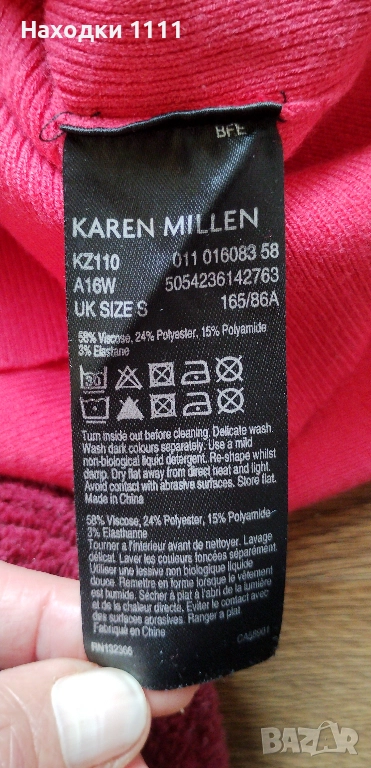 Находки 1111
BFE
KAREN MILLEN
KZ110 011 016083 58
A16W 5054236142763
UK SIZE S 165/86A
58% Viscose, 24% Polyester, 15% Polyamide
3% Elastane
30
Turn inside out before cleaning. Delicate wash.
Wash dark colours separately. Use a mild
non-biological liquid detergent. Re-shape whilst
damp. Dry flat away from direct heat and light.
Avoid contact with abrasive surfaces. Store flat.
Made in China
58% Viscose, 24% Polyester, 15% Polyamide
3% Elasthanne
Tourner a l'interieur avant de nettoyer. Lavage
délicat. Laver les couleurs foncées séparément.
Utiliser une lessive non biologique liquide
douce. Remettre en forme lorsque le vêtement
est humide. Sécher à plat à l'abri de la lumière
et de la chaleur directe. Evitez le contact avec
des surfaces abrasives. Ranger a plat
Fabriqué en Chine
RN132366
BAZAR